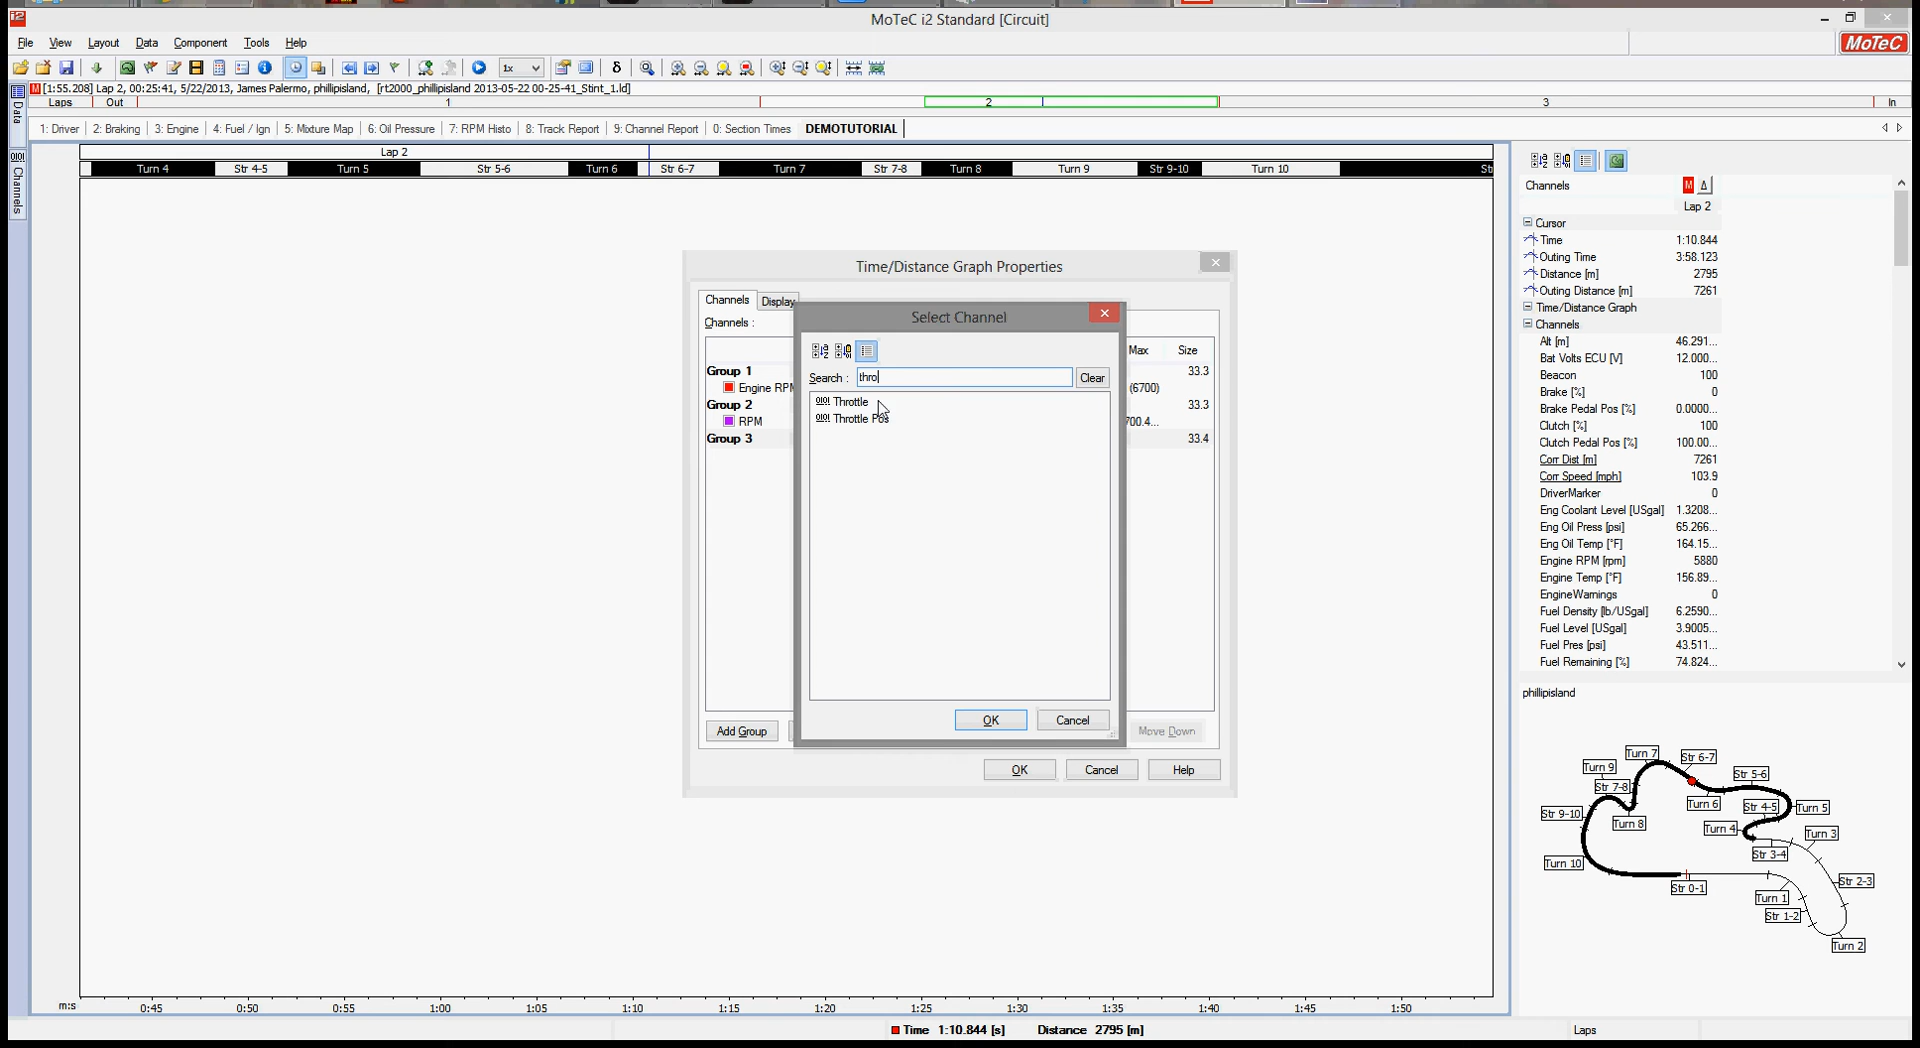 MoTeC i2 Standard [Circuit]
File View Layout Data Component Tools Help
MoTeC
1x
[1:55.208] Lap 2, 00:25:41, 5/22/2013, James Palermo, phillipisland, [rt2000_phillipisland 2013-05-22 00-25-41_Stint_1.ld]
Laps Out 1 2 3 In
1: Driver 2: Braking 3: Engine 4: Fuel / Ign 5: Mixture Map 6: Oil Pressure 7: RPM Histo 8: Track Report 9: Channel Report 0: Section Times DEMOTUTORIAL
Data
Channels
Lap 2
Turn 4 Str 4-5 Turn 5 Str 5-6 Turn 6 Str 6-7 Turn 7 Str 7-8 Turn 8 Turn 9 Str 9-10 Turn 10
Time/Distance Graph Properties
Channels Display
Channels :
Max Size
Group 1 33.3
Engine RPM (6700)
Group 2 33.3
RPM 700.4...
Group 3 33.4
Add Group Move Down
OK Cancel Help
Select Channel
Search : thro Clear
Throttle
Throttle Pos
OK Cancel
Channels M Δ
Lap 2
Cursor
Time 1:10.844
Outing Time 3:58.123
Distance [m] 2795
Outing Distance [m] 7261
Time/Distance Graph
Channels
Alt [m] 46.291...
Bat Volts ECU [V] 12.000...
Beacon 100
Brake [%] 0
Brake Pedal Pos [%] 0.0000...
Clutch [%] 100
Clutch Pedal Pos [%] 100.00...
Corr Dist [m] 7261
Corr Speed [mph] 103.9
DriverMarker 0
Eng Coolant Level [USgal] 1.3208...
Eng Oil Press [psi] 65.266...
Eng Oil Temp [°F] 164.15...
Engine RPM [rpm] 5880
Engine Temp [°F] 156.89...
EngineWarnings 0
Fuel Density [lb/USgal] 6.2590...
Fuel Level [USgal] 3.9005...
Fuel Pres [psi] 43.511...
Fuel Remaining [%] 74.824...
phillipisland
Turn 7 Str 6-7
Turn 9 Str 5-6
Str 7-8
Turn 6 Str 4-5 Turn 5
Str 9-10
Turn 8 Turn 4 Turn 3
Str 3-4
Turn 10
Str 0-1 Str 2-3
Turn 1
Str 1-2
Turn 2
m:s 0:45 0:50 0:55 1:00 1:05 1:10 1:15 1:20 1:25 1:30 1:35 1:40 1:45 1:50
Time 1:10.844 [s] Distance 2795 [m] Laps